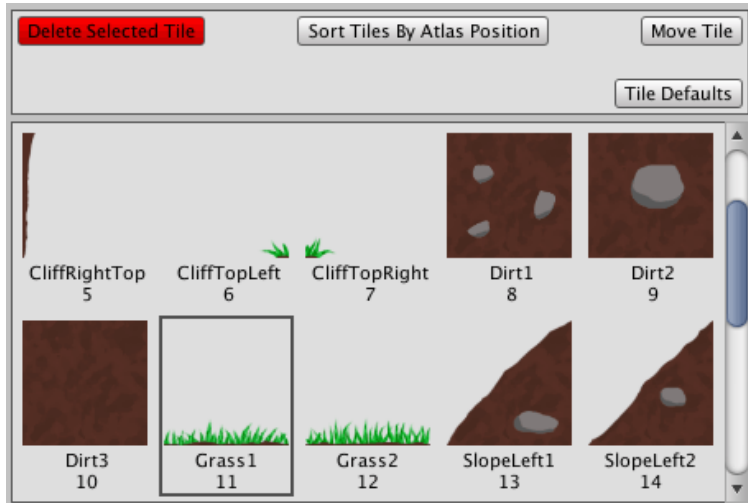 Delete Selected Tile
Sort Tiles By Atlas Position
Move Tile
Tile Defaults
CliffRightTop
5
CliffTopLeft
6
CliffTopRight
7
Dirt1
8
Dirt2
9
Dirt3
10
Grass1
11
Grass2
12
SlopeLeft1
13
SlopeLeft2
14